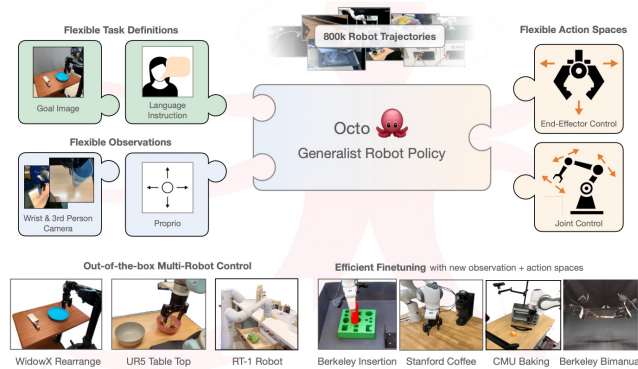 800k Robot Trajectories
Flexible Task Definitions
Flexible Action Spaces
Goal Image
Language
Instruction
Octo
Generalist Robot Policy
End-Effector Control
Flexible Observations
Wrist & 3rd Person
Camera
Proprio
Joint Control
Out-of-the-box Multi-Robot Control
Efficient Finetuning with new observation + action spaces
WidowX Rearrange
UR5 Table Top
RT-1 Robot
Berkeley Insertion
Stanford Coffee
CMU Baking
Berkeley Bimanual